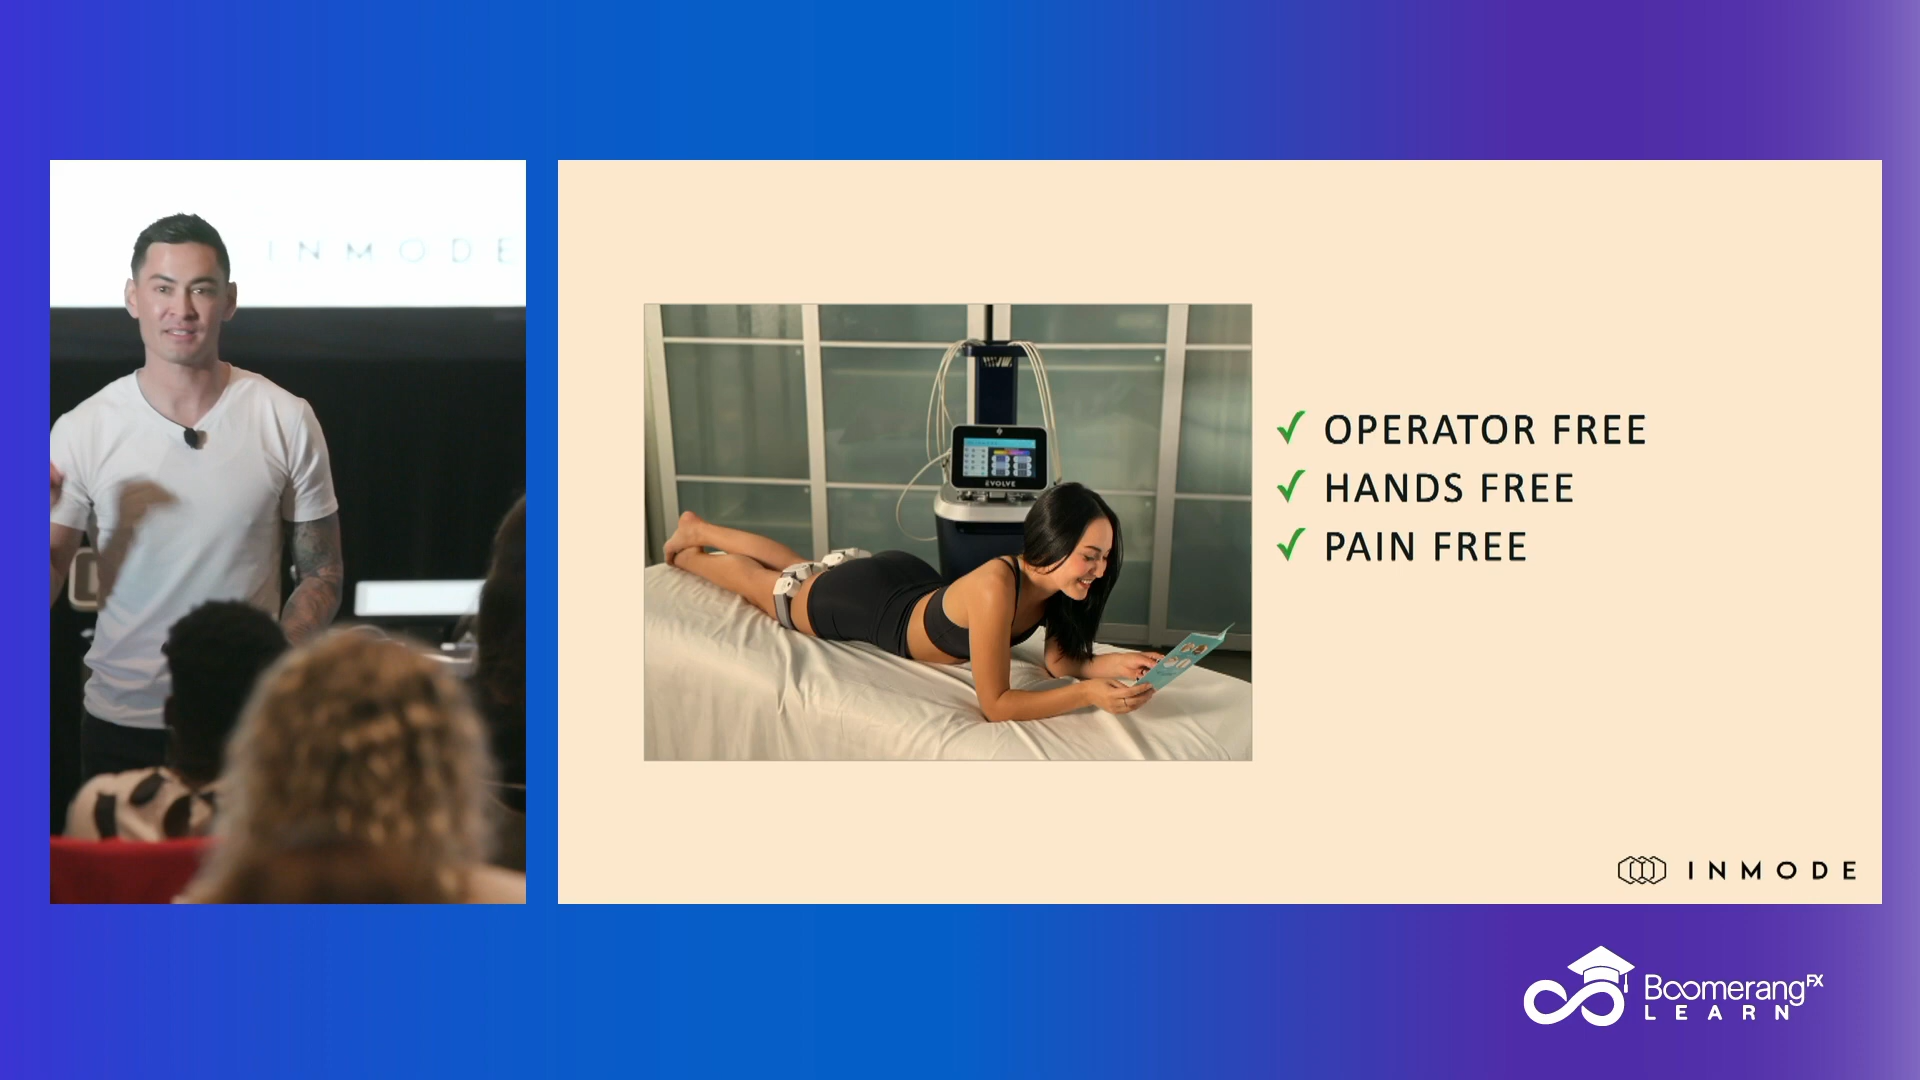 INMODE
EVOLVE
✓ OPERATOR FREE
✓ HANDS FREE
✓ PAIN FREE
INMODE
BoomerangFX
LEARN